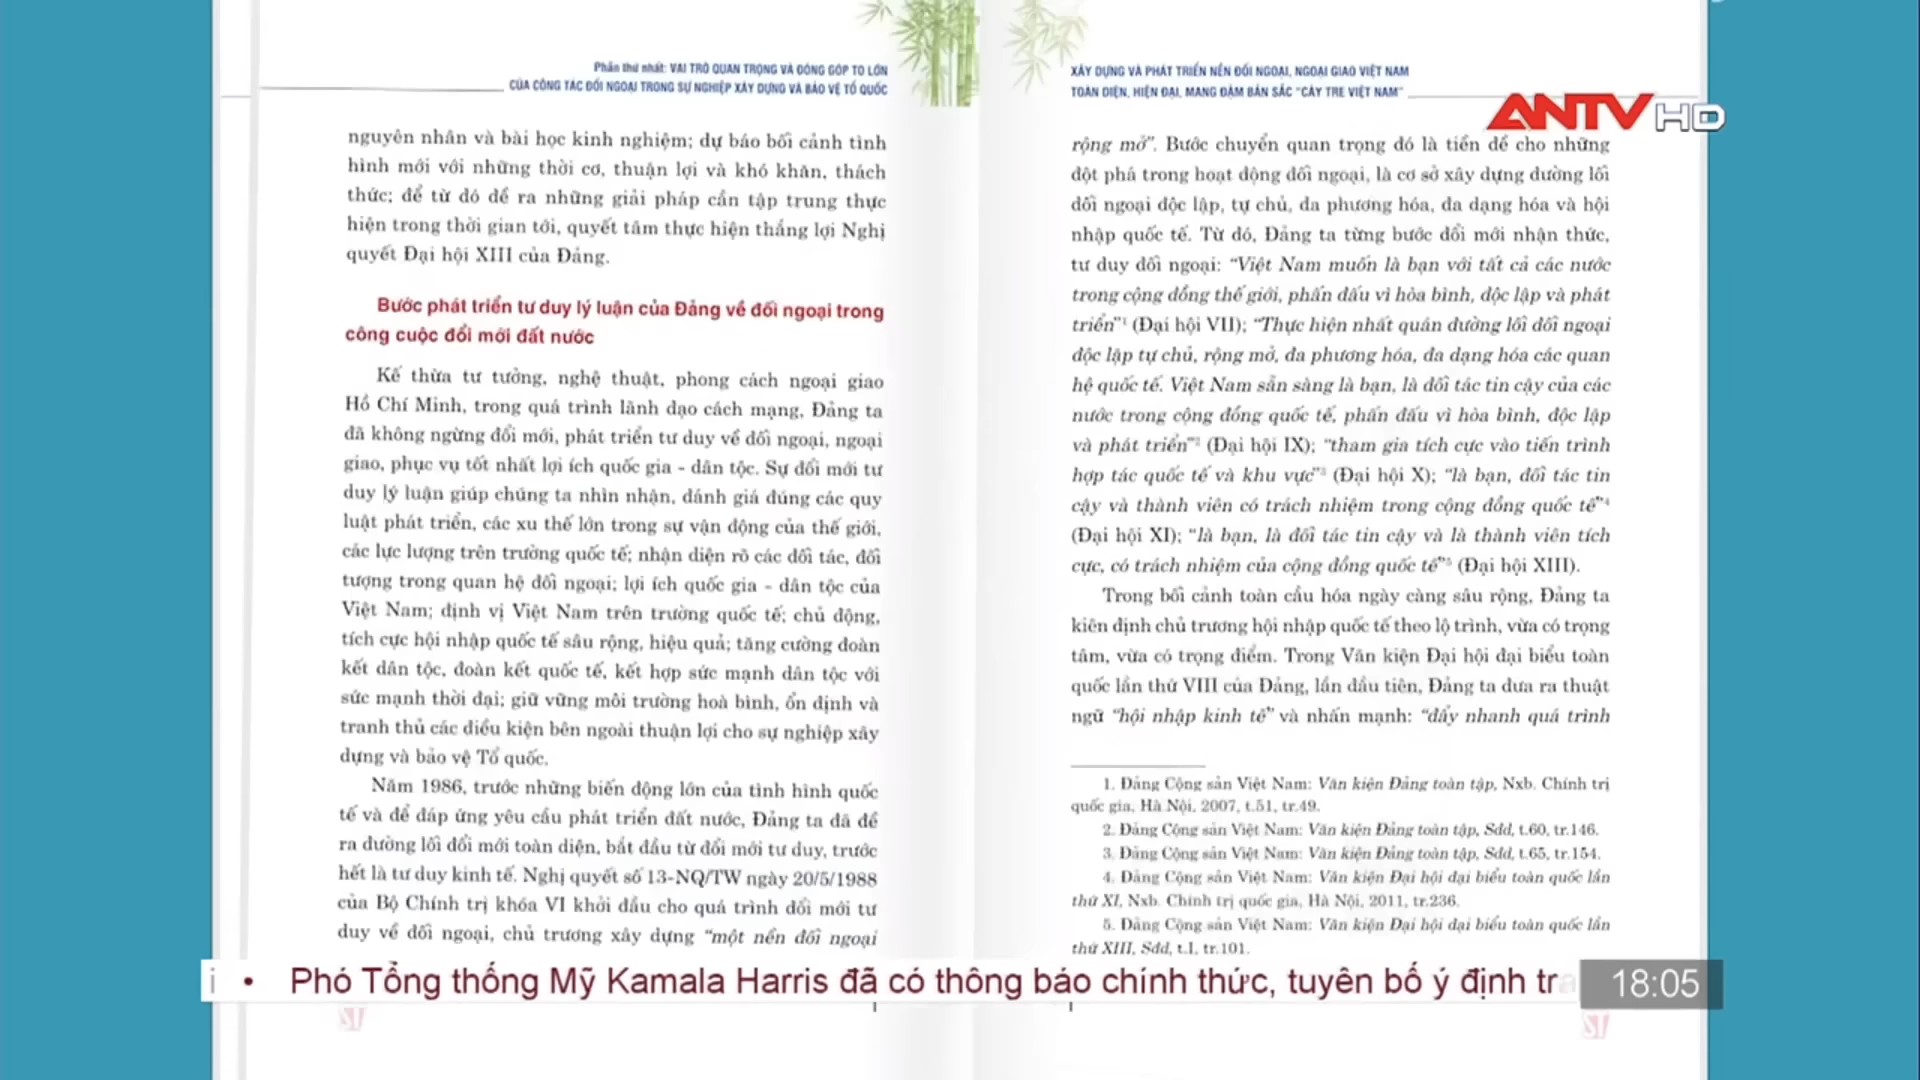 Phần thứ nhất: VAI TRÒ QUAN TRỌNG VÀ ĐÓNG GÓP TO LỚN
CỦA CÔNG TÁC ĐỐI NGOẠI TRONG SỰ NGHIỆP XÂY DỰNG VÀ BẢO VỆ TỔ QUỐC
nguyên nhân và bài học kinh nghiệm; dự báo bối cảnh tình
hình mới với những thời cơ, thuận lợi và khó khăn, thách
thức; để từ đó đề ra những giải pháp cần tập trung thực
hiện trong thời gian tới, quyết tâm thực hiện thắng lợi Nghị
quyết Đại hội XIII của Đảng.
Bước phát triển tư duy lý luận của Đảng về đối ngoại trong
công cuộc đổi mới đất nước
Kế thừa tư tưởng, nghệ thuật, phong cách ngoại giao
Hồ Chí Minh, trong quá trình lãnh đạo cách mạng, Đảng ta
đã không ngừng đổi mới, phát triển tư duy về đối ngoại, ngoại
giao, phục vụ tốt nhất lợi ích quốc gia - dân tộc. Sự đổi mới tư
duy lý luận giúp chúng ta nhìn nhận, đánh giá đúng các quy
luật phát triển, các xu thế lớn trong sự vận động của thế giới,
các lực lượng trên trường quốc tế; nhận diện rõ các đối tác, đối
tượng trong quan hệ đối ngoại; lợi ích quốc gia - dân tộc của
Việt Nam; định vị Việt Nam trên trường quốc tế; chủ động,
tích cực hội nhập quốc tế sâu rộng, hiệu quả; tăng cường đoàn
kết dân tộc, đoàn kết quốc tế, kết hợp sức mạnh dân tộc với
sức mạnh thời đại; giữ vững môi trường hoà bình, ổn định và
tranh thủ các điều kiện bên ngoài thuận lợi cho sự nghiệp xây
dựng và bảo vệ Tổ quốc.
Năm 1986, trước những biến động lớn của tình hình quốc
tế và để đáp ứng yêu cầu phát triển đất nước, Đảng ta đã đề
ra đường lối đổi mới toàn diện, bắt đầu từ đổi mới tư duy, trước
hết là tư duy kinh tế. Nghị quyết số 13-NQ/TW ngày 20/5/1988
của Bộ Chính trị khóa VI khởi đầu cho quá trình đổi mới tư
duy về đối ngoại, chủ trương xây dựng “một nền đối ngoại
XÂY DỰNG VÀ PHÁT TRIỂN NỀN ĐỐI NGOẠI, NGOẠI GIAO VIỆT NAM
TOÀN DIỆN, HIỆN ĐẠI, MANG ĐẬM BẢN SẮC “CÂY TRE VIỆT NAM”
ANTV HD
rộng mở”. Bước chuyển quan trọng đó là tiền đề cho những
đột phá trong hoạt động đối ngoại, là cơ sở xây dựng đường lối
đối ngoại độc lập, tự chủ, đa phương hóa, đa dạng hóa và hội
nhập quốc tế. Từ đó, Đảng ta từng bước đổi mới nhận thức,
tư duy đối ngoại: “Việt Nam muốn là bạn với tất cả các nước
trong cộng đồng thế giới, phấn đấu vì hòa bình, độc lập và phát
triển”¹ (Đại hội VII); “Thực hiện nhất quán đường lối đối ngoại
độc lập tự chủ, rộng mở, đa phương hóa, đa dạng hóa các quan
hệ quốc tế. Việt Nam sẵn sàng là bạn, là đối tác tin cậy của các
nước trong cộng đồng quốc tế, phấn đấu vì hòa bình, độc lập
và phát triển”² (Đại hội IX); “tham gia tích cực vào tiến trình
hợp tác quốc tế và khu vực”³ (Đại hội X); “là bạn, đối tác tin
cậy và thành viên có trách nhiệm trong cộng đồng quốc tế”⁴
(Đại hội XI); “là bạn, là đối tác tin cậy và là thành viên tích
cực, có trách nhiệm của cộng đồng quốc tế”⁵ (Đại hội XIII).
Trong bối cảnh toàn cầu hóa ngày càng sâu rộng, Đảng ta
kiên định chủ trương hội nhập quốc tế theo lộ trình, vừa có trọng
tâm, vừa có trọng điểm. Trong Văn kiện Đại hội đại biểu toàn
quốc lần thứ VIII của Đảng, lần đầu tiên, Đảng ta đưa ra thuật
ngữ “hội nhập kinh tế” và nhấn mạnh: “đẩy nhanh quá trình
1. Đảng Cộng sản Việt Nam: Văn kiện Đảng toàn tập, Nxb. Chính trị
quốc gia, Hà Nội, 2007, t.51, tr.49.
2. Đảng Cộng sản Việt Nam: Văn kiện Đảng toàn tập, Sđd, t.60, tr.146.
3. Đảng Cộng sản Việt Nam: Văn kiện Đảng toàn tập, Sđd, t.65, tr.154.
4. Đảng Cộng sản Việt Nam: Văn kiện Đại hội đại biểu toàn quốc lần
thứ XI, Nxb. Chính trị quốc gia, Hà Nội, 2011, tr.236.
5. Đảng Cộng sản Việt Nam: Văn kiện Đại hội đại biểu toàn quốc lần
thứ XIII, Sđd, t.I, tr.101.
i • Phó Tổng thống Mỹ Kamala Harris đã có thông báo chính thức, tuyên bố ý định tra
18:05
ST
ST